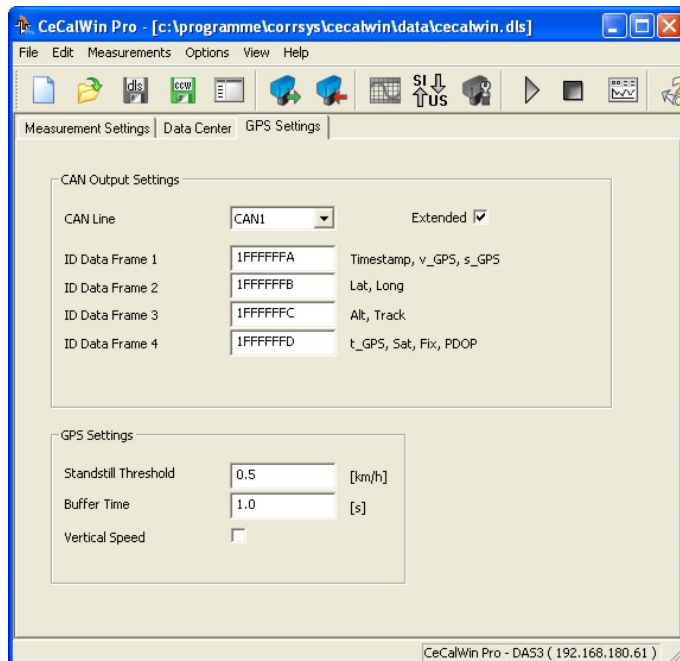 CeCalWin Pro - [c:\programme\corrsys\cecalwin\data\cecalwin.dls]
File Edit Measurements Options View Help
dls ccw SI US
Measurement Settings Data Center GPS Settings
CAN Output Settings
CAN Line CAN1 Extended
ID Data Frame 1 1FFFFFFA Timestamp, v_GPS, s_GPS
ID Data Frame 2 1FFFFFFB Lat, Long
ID Data Frame 3 1FFFFFFC Alt, Track
ID Data Frame 4 1FFFFFFD t_GPS, Sat, Fix, PDOP
GPS Settings
Standstill Threshold 0.5 [km/h]
Buffer Time 1.0 [s]
Vertical Speed
CeCalWin Pro - DAS3 ( 192.168.180.61 )